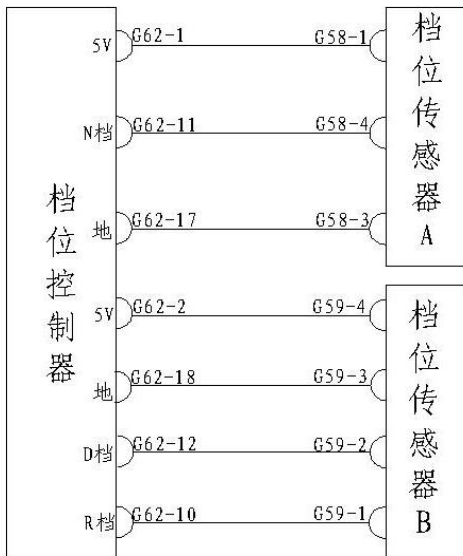 5V G62-1 G58-1
N档 G62-11 G58-4
地 G62-17 G58-3
5V G62-2 G59-4
地 G62-18 G59-3
D档 G62-12 G59-2
R档 G62-10 G59-1
档位控制器
档位传感器A
档位传感器B